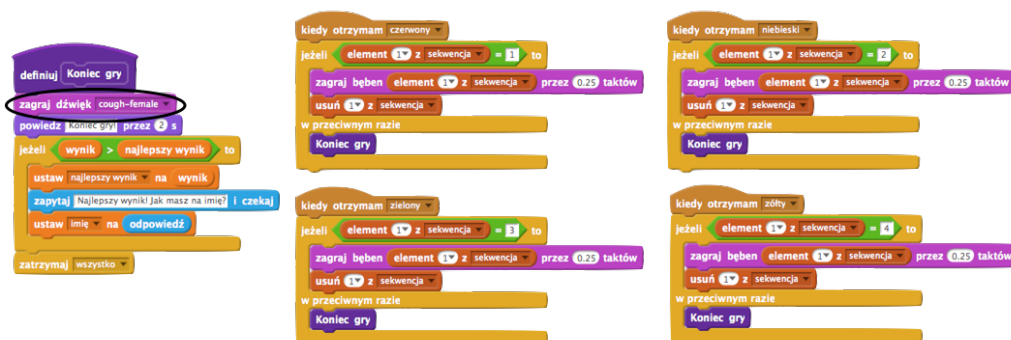 definiuj Koniec gry
zagraj dźwięk cough-female
powiedz Koniec gry! przez 2 s
jeżeli wynik > najlepszy wynik to
ustaw najlepszy wynik na wynik
zapytaj Najlepszy wynik! Jak masz na imię? i czekaj
ustaw imię na odpowiedź
zatrzymaj wszystko
kiedy otrzymam czerwony
jeżeli element 1 z sekwencja = 1 to
zagraj bęben element 1 z sekwencja przez 0.25 taktów
usuń 1 z sekwencja
w przeciwnym razie
Koniec gry
kiedy otrzymam niebieski
jeżeli element 1 z sekwencja = 2 to
zagraj bęben element 1 z sekwencja przez 0.25 taktów
usuń 1 z sekwencja
w przeciwnym razie
Koniec gry
kiedy otrzymam zielony
jeżeli element 1 z sekwencja = 3 to
zagraj bęben element 1 z sekwencja przez 0.25 taktów
usuń 1 z sekwencja
w przeciwnym razie
Koniec gry
kiedy otrzymam żółty
jeżeli element 1 z sekwencja = 4 to
zagraj bęben element 1 z sekwencja przez 0.25 taktów
usuń 1 z sekwencja
w przeciwnym razie
Koniec gry